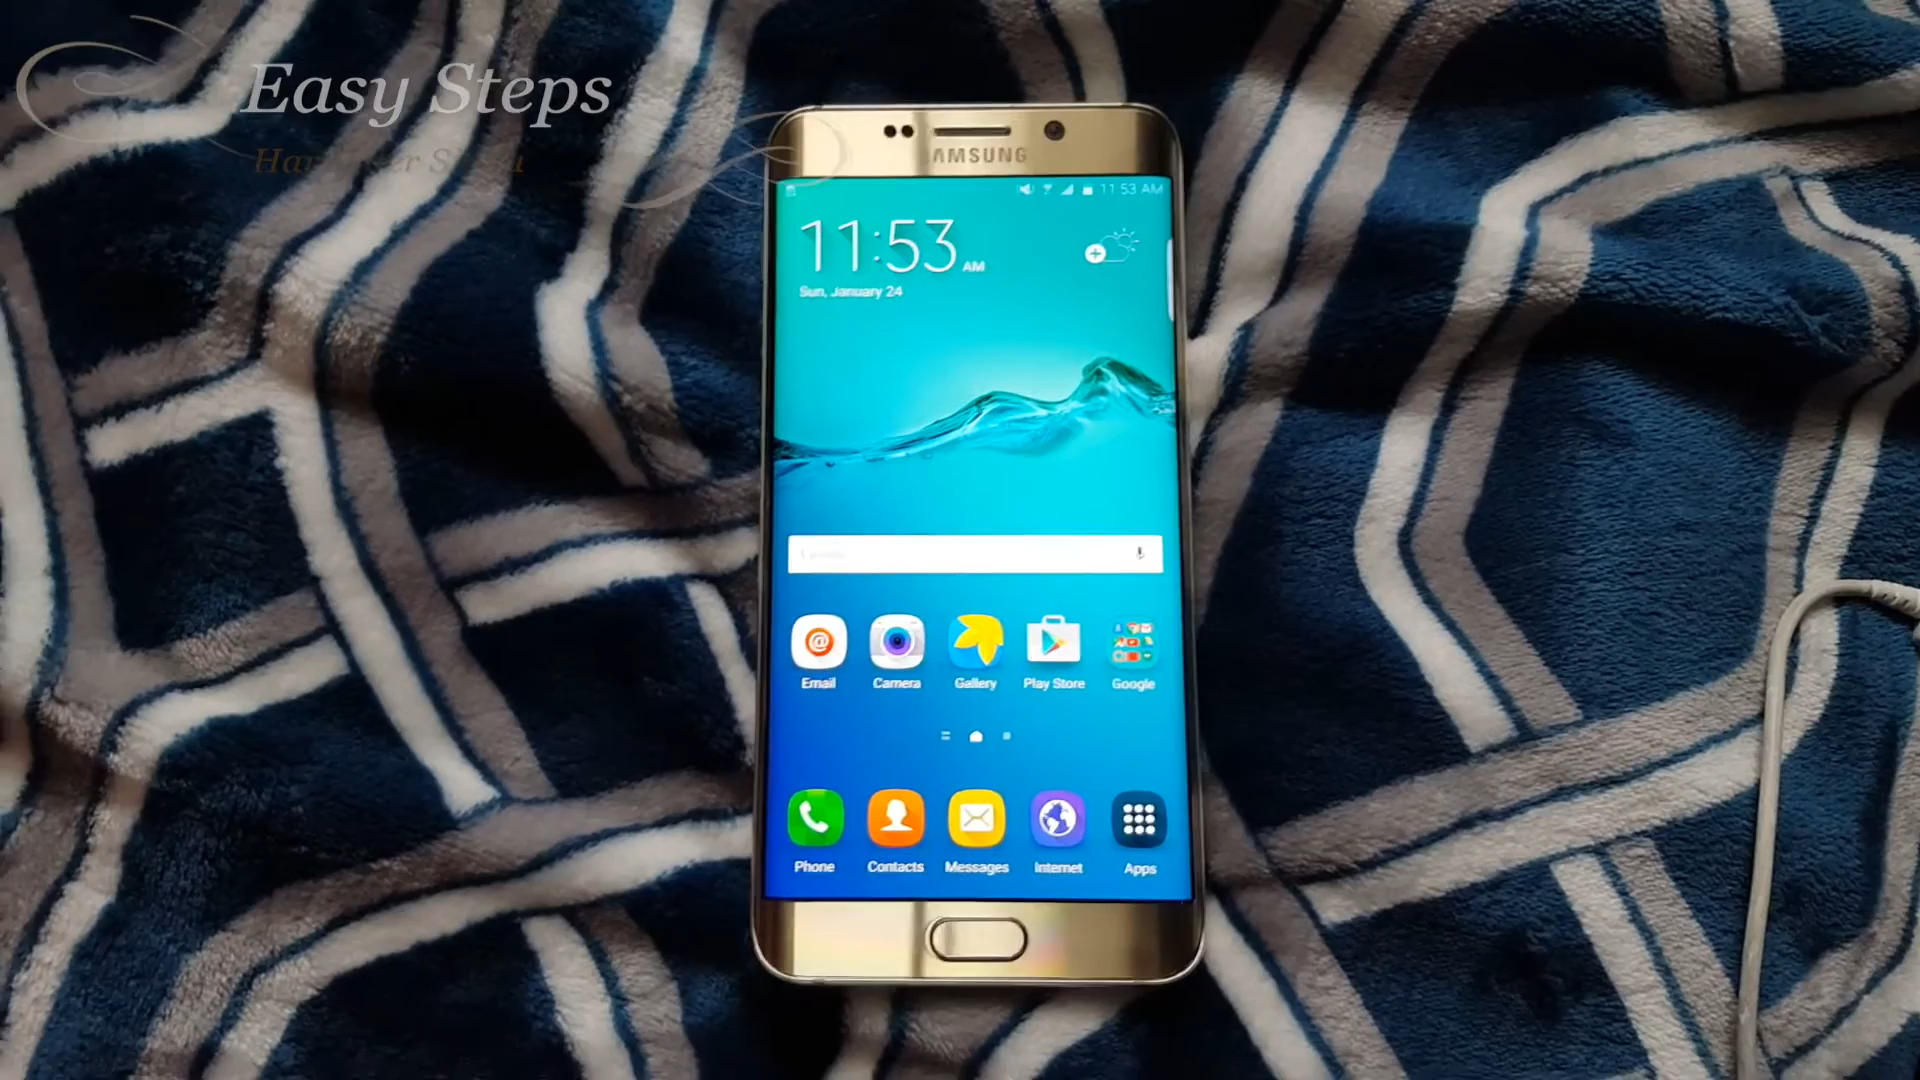 Easy Steps
SAMSUNG
11:53 AM
11:53 AM
Sun, January 24
Email
Camera
Gallery
Play Store
Google
Phone
Contacts
Messages
Internet
Apps